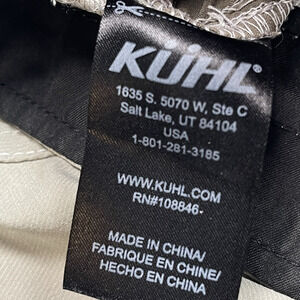 KÜHL
1635 S. 5070 W, Ste C
Salt Lake, UT 84104
USA
1-801-281-3185
WWW.KUHL.COM
RN#108846-
MADE IN CHINA/
FABRIQUE EN CHINE/
HECHO EN CHINA